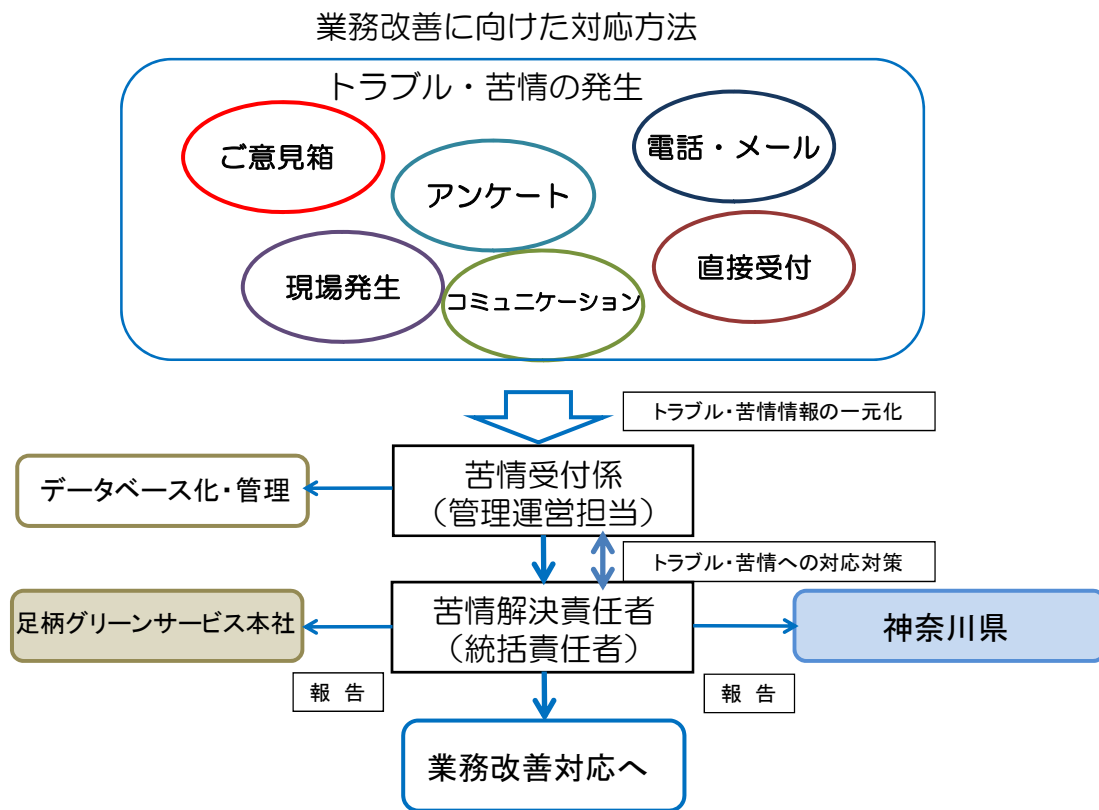 業務改善に向けた対応方法
トラブル・苦情の発生
ご意見箱
アンケート
電話・メール
現場発生
コミュニケーション
直接受付
トラブル・苦情情報の一元化
苦情受付係
（管理運営担当）
データベース化・管理
トラブル・苦情への対応対策
足柄グリーンサービス本社
苦情解決責任者
（統括責任者）
神奈川県
報 告
報 告
業務改善対応へ